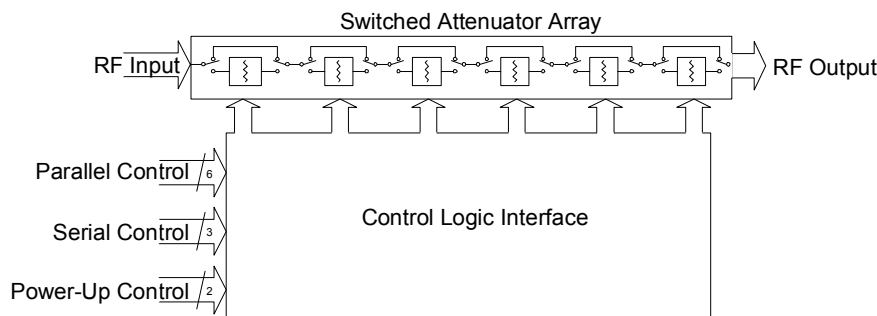 Switched Attenuator Array
RF Input
RF Output
Parallel Control
6
Control Logic Interface
Serial Control
3
Power-Up Control
2